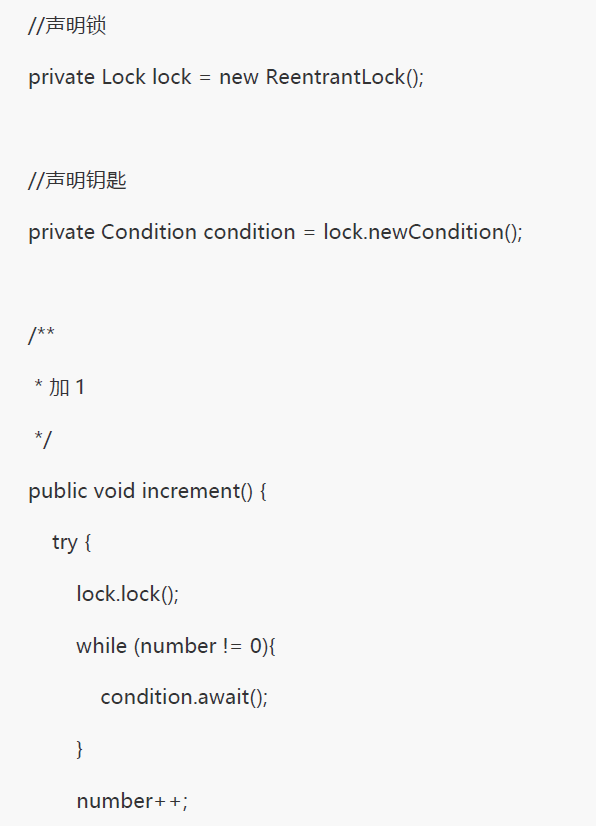 //声明锁
private Lock lock = new ReentrantLock();
//声明钥匙
private Condition condition = lock.newCondition();
/**
* 加 1
*/
public void increment() {
try {
lock.lock();
while (number != 0){
condition.await();
}
number++;